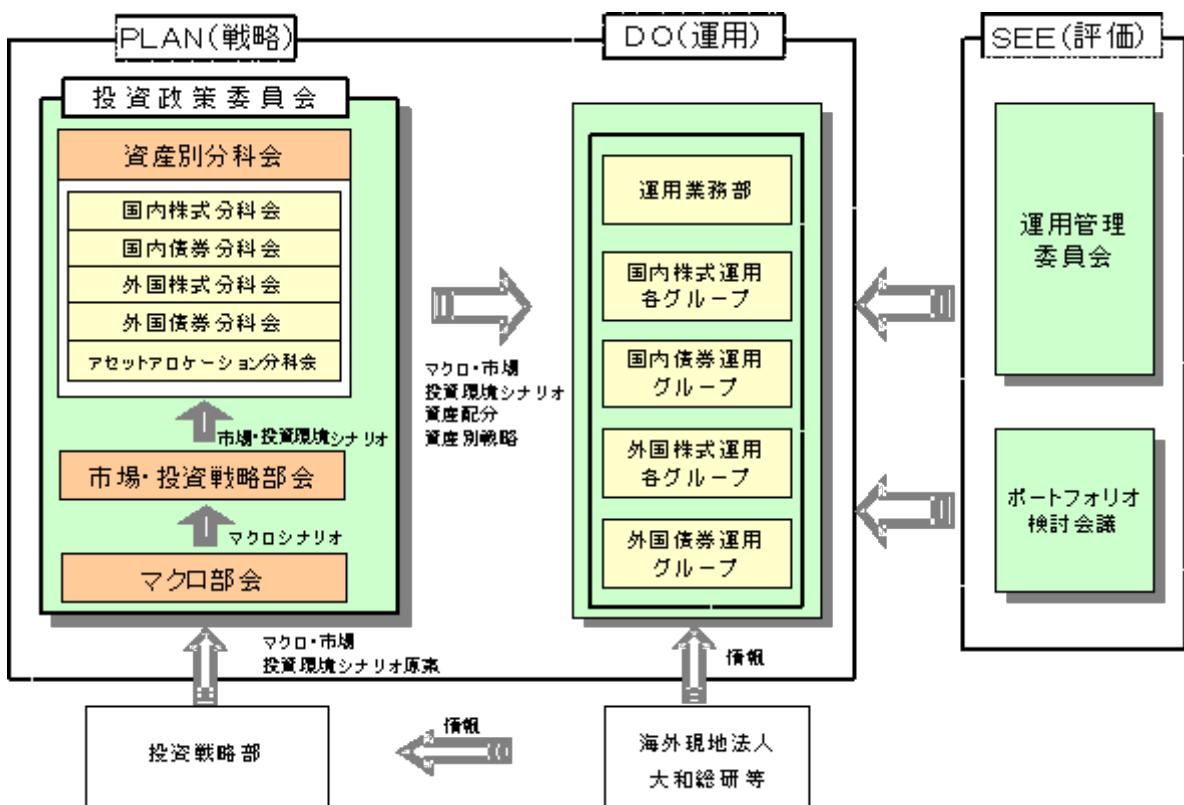 PLAN(戦略)
投資政策委員会
資産別分科会
国内株式分科会
国内債券分科会
外国株式分科会
外国債券分科会
アセットアロケーション分科会
市場・投資環境シナリオ
市場・投資戦略部会
マクロシナリオ
マクロ部会
マクロ・市場
投資環境シナリオ
資産配分
資産別戦略
DO(運用)
運用業務部
国内株式運用
各グループ
国内債券運用
グループ
外国株式運用
各グループ
外国債券運用
グループ
SEE(評価)
運用管理
委員会
ポートフォリオ
検討会議
マクロ・市場
投資環境シナリオ原案
情報
投資戦略部
情報
海外現地法人
大和総研等